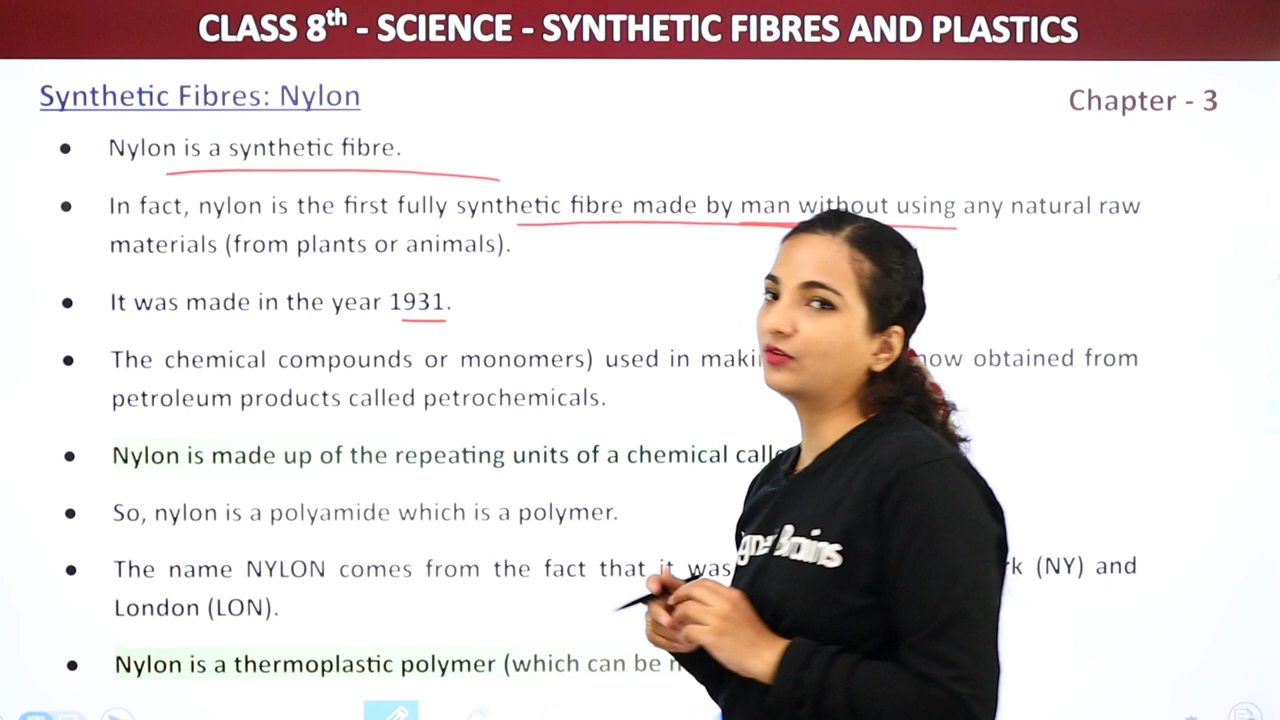 CLASS 8th - SCIENCE - SYNTHETIC FIBRES AND PLASTICS
Synthetic Fibres: Nylon
Chapter - 3
• Nylon is a synthetic fibre.
• In fact, nylon is the first fully synthetic fibre made by man without using any natural raw
materials (from plants or animals).
• It was made in the year 1931.
• The chemical compounds or monomers) used in now obtained from
petroleum products called petrochemicals.
• Nylon is made up of the repeating units of a chemical
• So, nylon is a polyamide which is a polymer.
• The name NYLON comes from the fact that it was (NY) and
London (LON).
• Nylon is a thermoplastic polymer (which can be
Brains